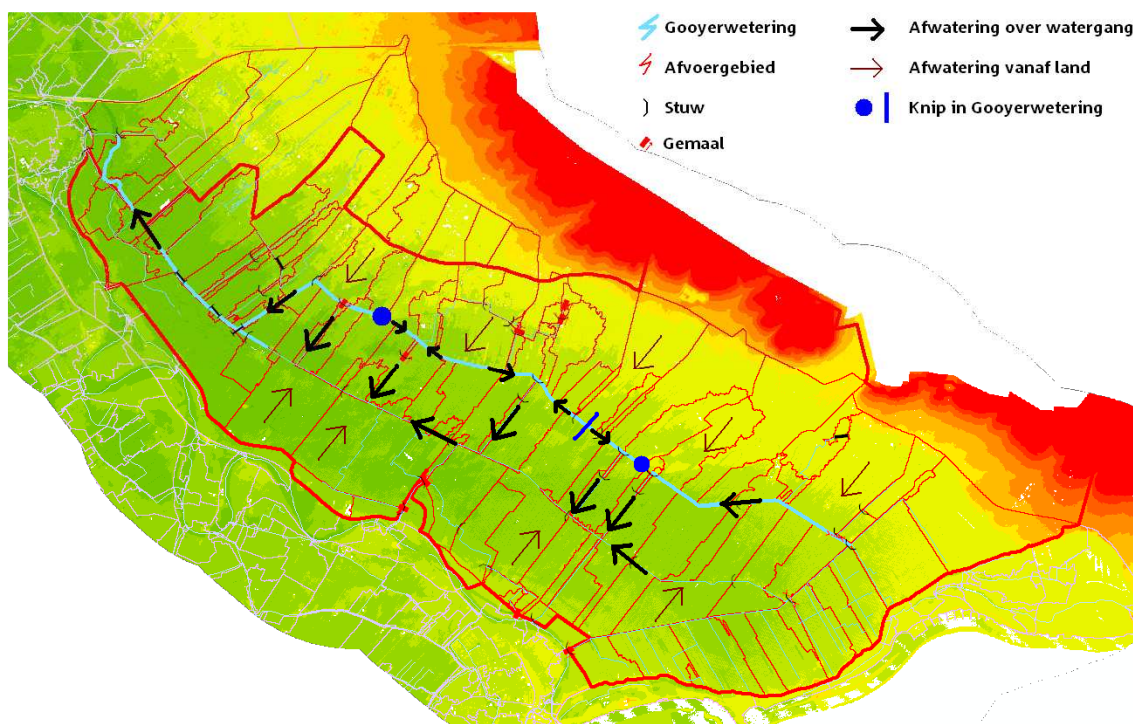 Gooyerwetering
Afvoergebied
Stuw
Gemaal
Afwatering over watergang
Afwatering vanaf land
Knip in Gooyerwetering